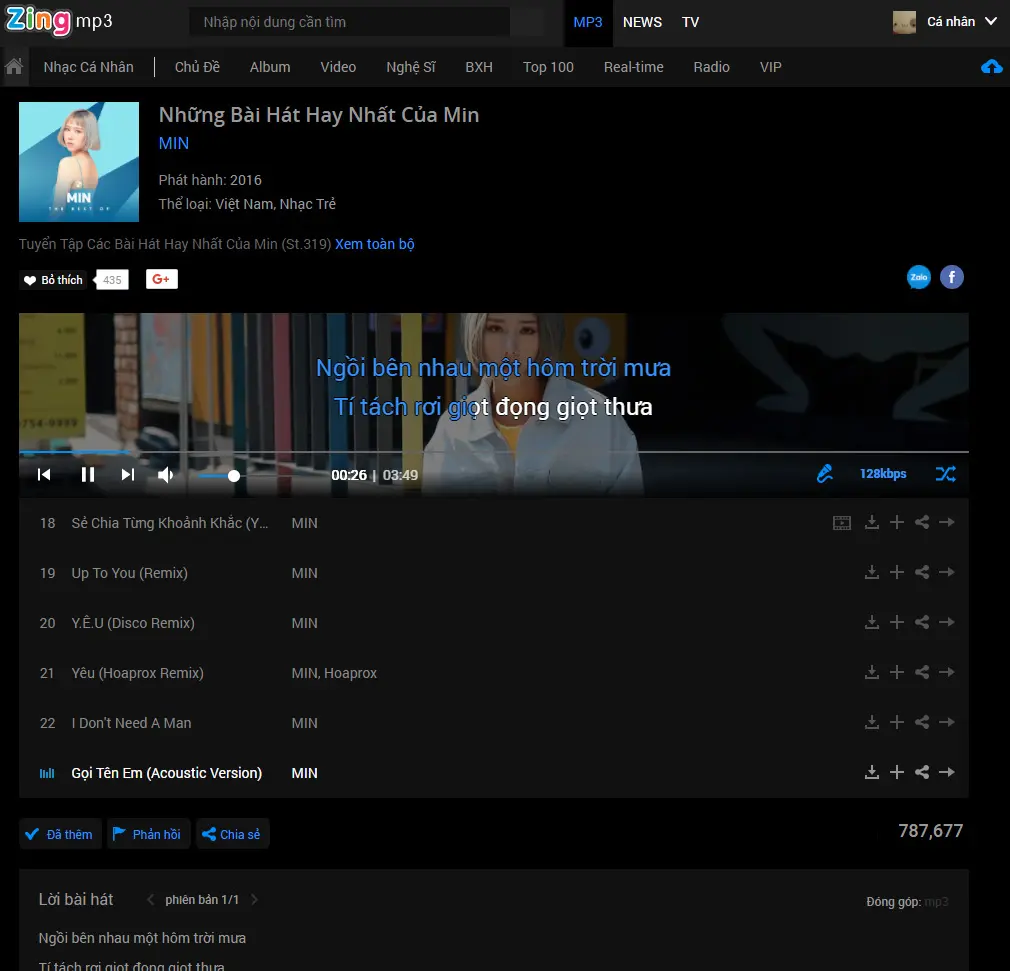 Zing mp3 Nhập nội dung cần tìm MP3 NEWS TV Cá nhân
Nhạc Cá Nhân Chủ Đề Album Video Nghệ Sĩ BXH Top 100 Real-time Radio VIP
Những Bài Hát Hay Nhất Của Min
MIN
Phát hành: 2016
Thể loại: Việt Nam, Nhạc Trẻ
MIN
THE BEST OF
Tuyển Tập Các Bài Hát Hay Nhất Của Min (St.319) Xem toàn bộ
Bỏ thích 435 G+ Zalo f
Ngồi bên nhau một hôm trời mưa
Tí tách rơi giọt đọng giọt thưa
0754-9999
00:26 | 03:49 128kbps
18 Sẻ Chia Từng Khoảnh Khắc (Y... MIN
19 Up To You (Remix) MIN
20 Y.Ê.U (Disco Remix) MIN
21 Yêu (Hoaprox Remix) MIN, Hoaprox
22 I Don't Need A Man MIN
Gọi Tên Em (Acoustic Version) MIN
Đã thêm Phản hồi Chia sẻ 787,677
Lời bài hát phiên bản 1/1 Đóng góp: mp3
Ngồi bên nhau một hôm trời mưa
Tí tách rơi giọt đọng giọt thưa